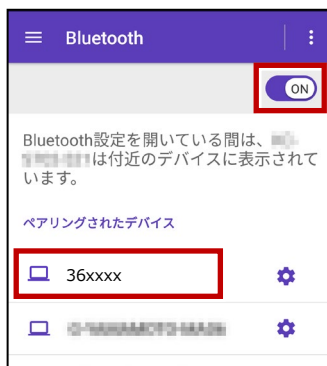 Bluetooth
ON
Bluetooth設定を開いている間は、
は付近のデバイスに表示されて
います。
ペアリングされたデバイス
36xxxx